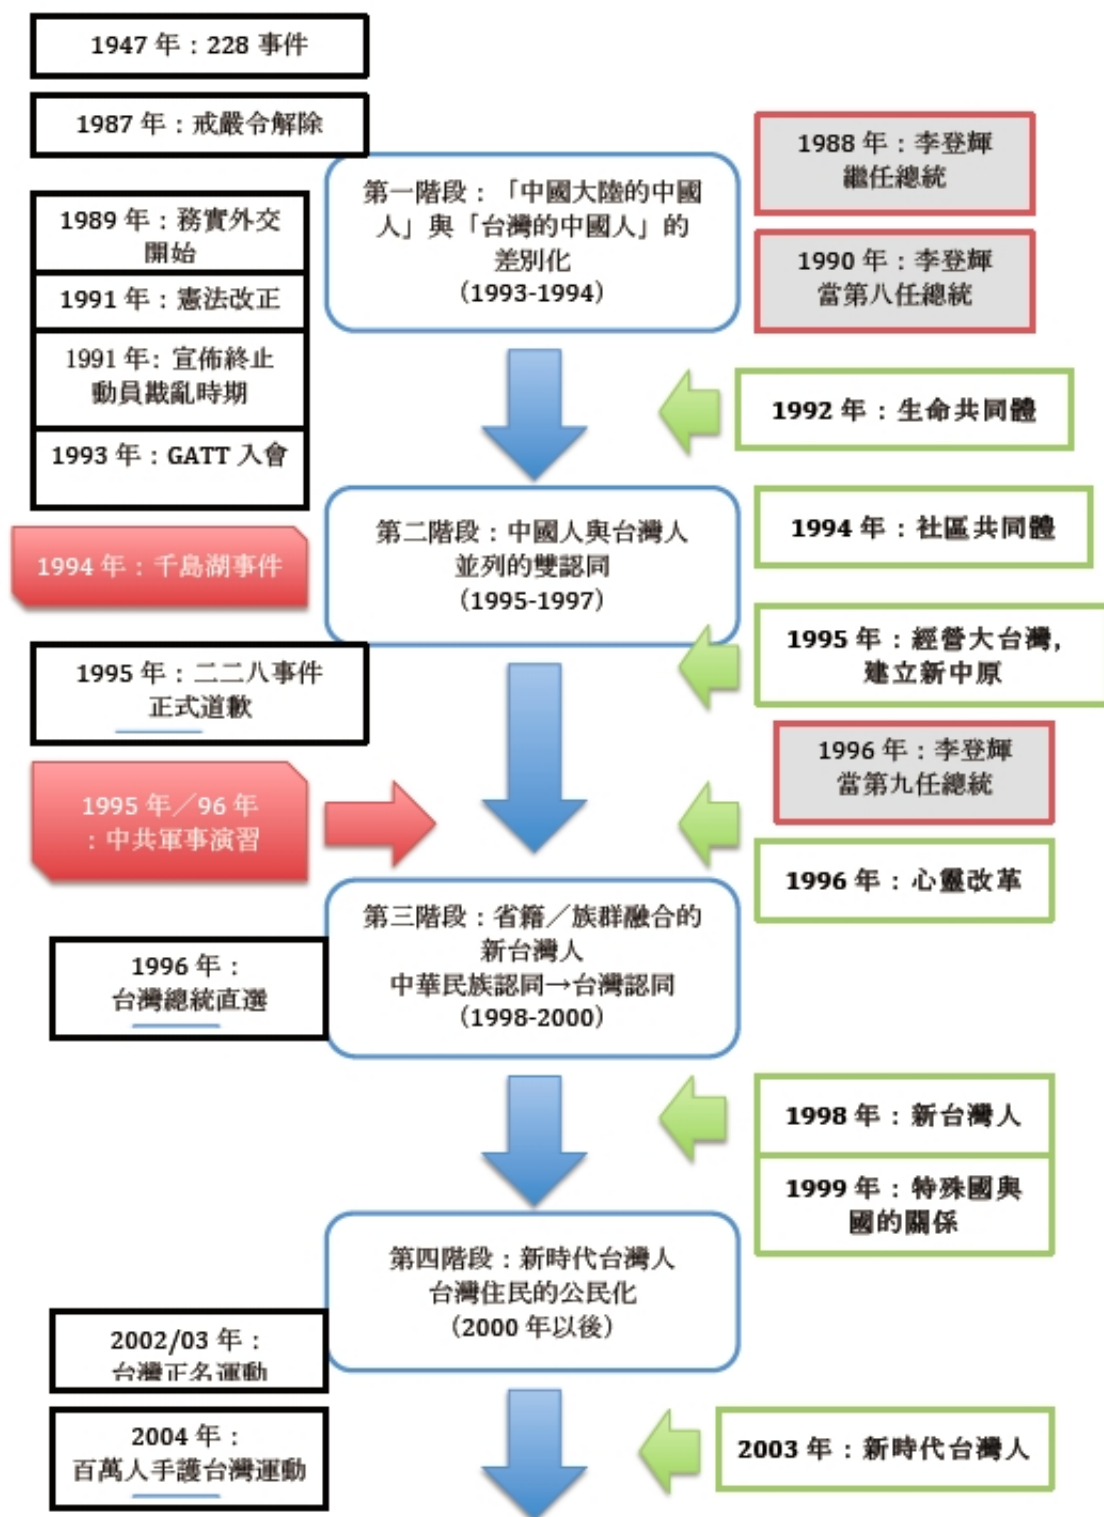 1947 年：228 事件
1987 年：戒嚴令解除
1988 年：李登輝
繼任總統
第一階段：「中國大陸的中國
人」與「台灣的中國人」的
差別化
（1993-1994）
1989 年：務實外交
開始
1990 年：李登輝
當第八任總統
1991 年：憲法改正
1991 年：宣佈終止
動員戡亂時期
1992 年：生命共同體
1993 年：GATT 入會
第二階段：中國人與台灣人
並列的雙認同
（1995-1997）
1994 年：社區共同體
1994 年：千島湖事件
1995 年：經營大台灣，
建立新中原
1995 年：二二八事件
正式道歉
1996 年：李登輝
當第九任總統
1995 年／96 年
：中共軍事演習
1996 年：心靈改革
第三階段：省籍／族群融合的
新台灣人
中華民族認同→台灣認同
（1998-2000）
1996 年：
台灣總統直選
1998 年：新台灣人
1999 年：特殊國與
國的關係
第四階段：新時代台灣人
台灣住民的公民化
（2000 年以後）
2002/03 年：
台灣正名運動
2004 年：
百萬人手護台灣運動
2003 年：新時代台灣人